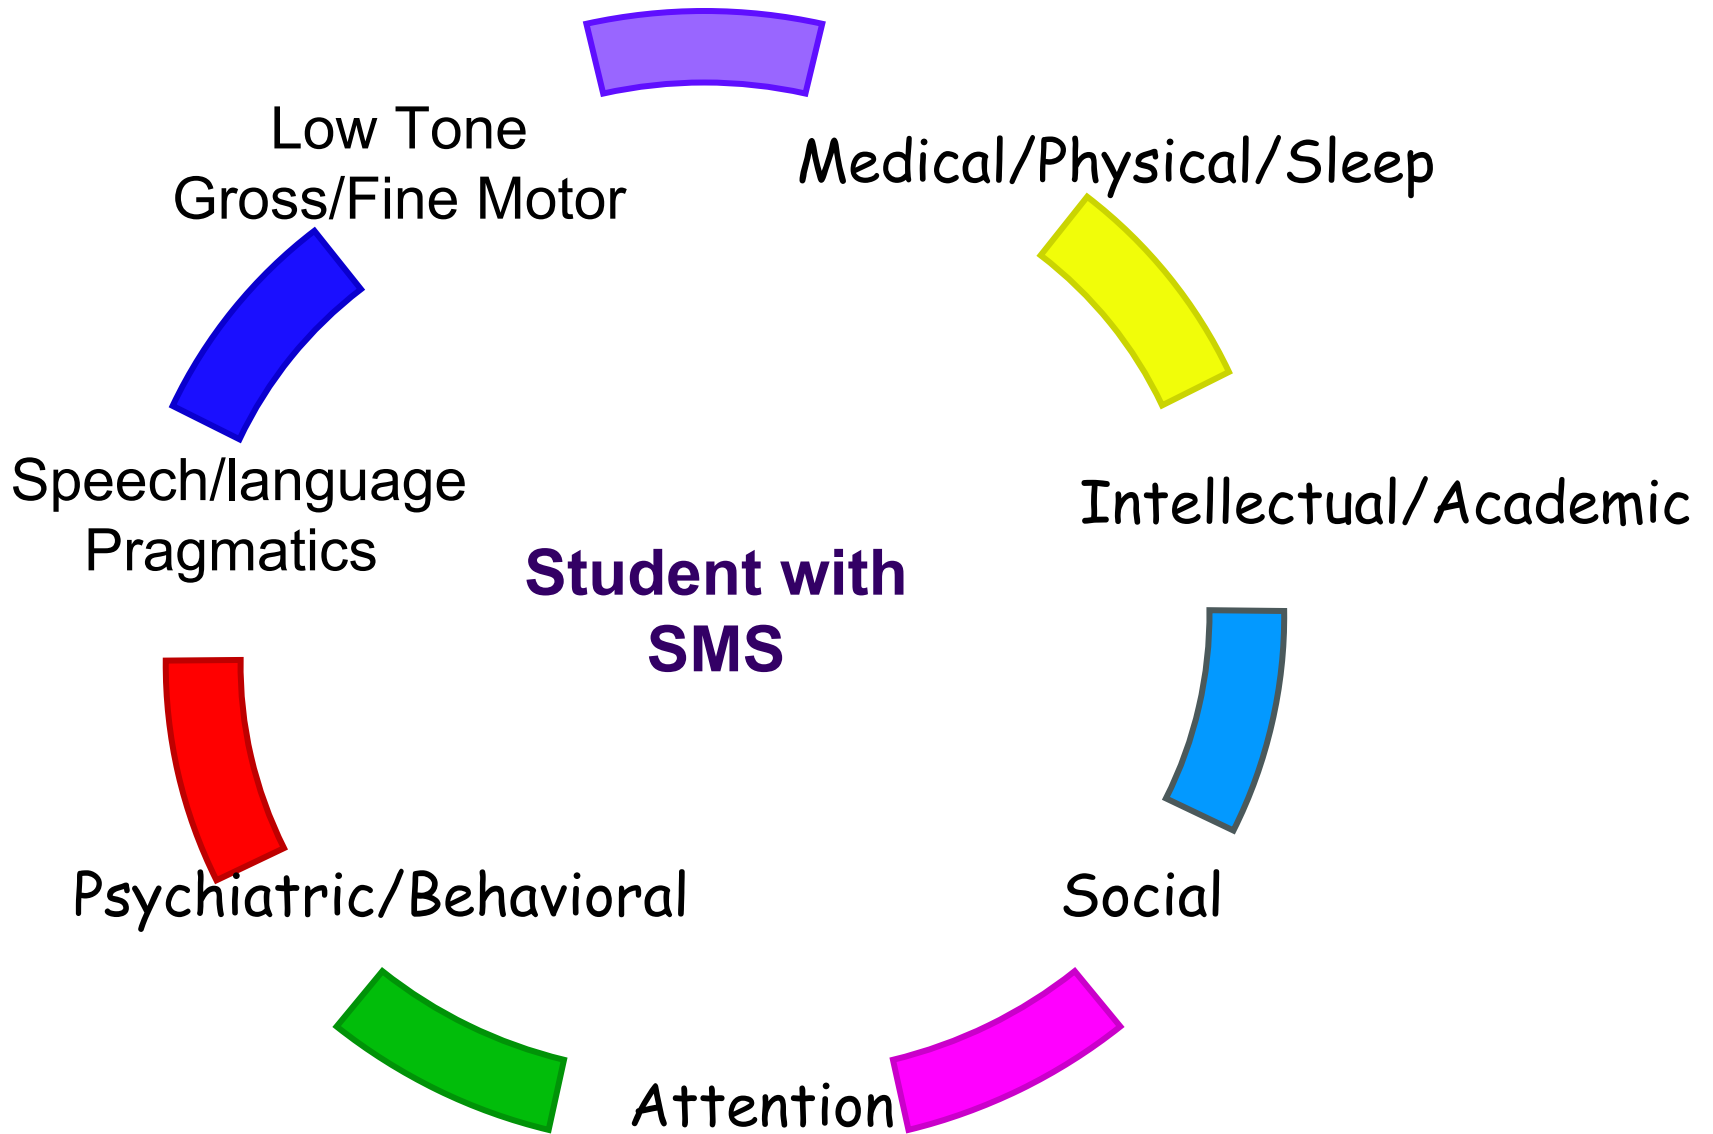 Low Tone
Gross/Fine Motor
Medical/Physical/Sleep
Speech/language
Pragmatics
Intellectual/Academic
Student with
SMS
Psychiatric/Behavioral
Social
Attention